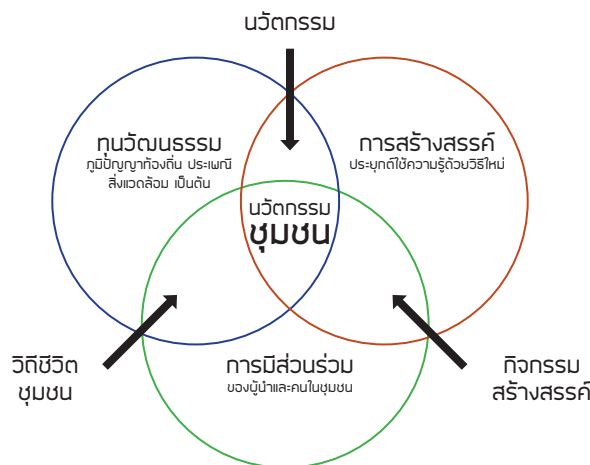 นวัตกรรม
ทุนวัฒนธรรม
ภูมิปัญญาท้องถิ่น ประเพณี
สิ่งแวดล้อม เป็นต้น
การสร้างสรรค์
ประยุกต์ใช้ความรู้ด้วยวิธีใหม่
นวัตกรรม
ชุมชน
วิถีชีวิต
ชุมชน
การมีส่วนร่วม
ของผู้นำและคนในชุมชน
กิจกรรม
สร้างสรรค์